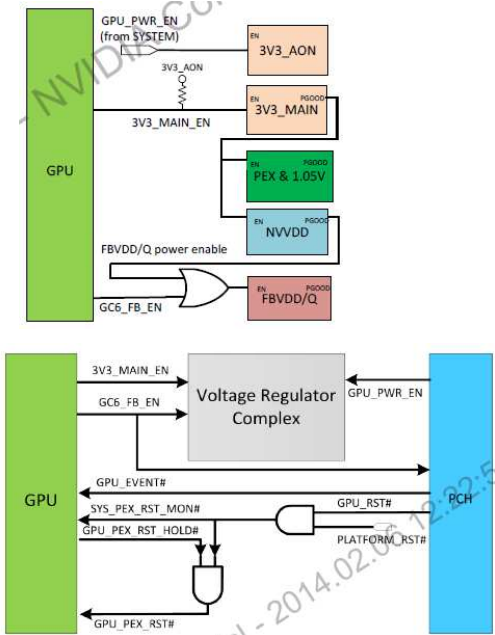 GPU_PWR_EN
(from SYSTEM)
EN
3V3_AON
3V3_AON
3V3_MAIN_EN
EN PGOOD
3V3_MAIN
GPU
EN PGOOD
PEX & 1.05V
EN PGOOD
NVVDD
FBVDD/Q power enable
GC6_FB_EN
EN PGOOD
FBVDD/Q
- NVIDIA Con
3V3_MAIN_EN
GC6_FB_EN
Voltage Regulator
Complex
GPU_PWR_EN
GPU
GPU_EVENT#
SYS_PEX_RST_MON#
GPU_PEX_RST_HOLD#
GPU_RST#
PLATFORM_RST#
PCH
GPU_PEX_RST#
- 2014.02.06 12:22:5